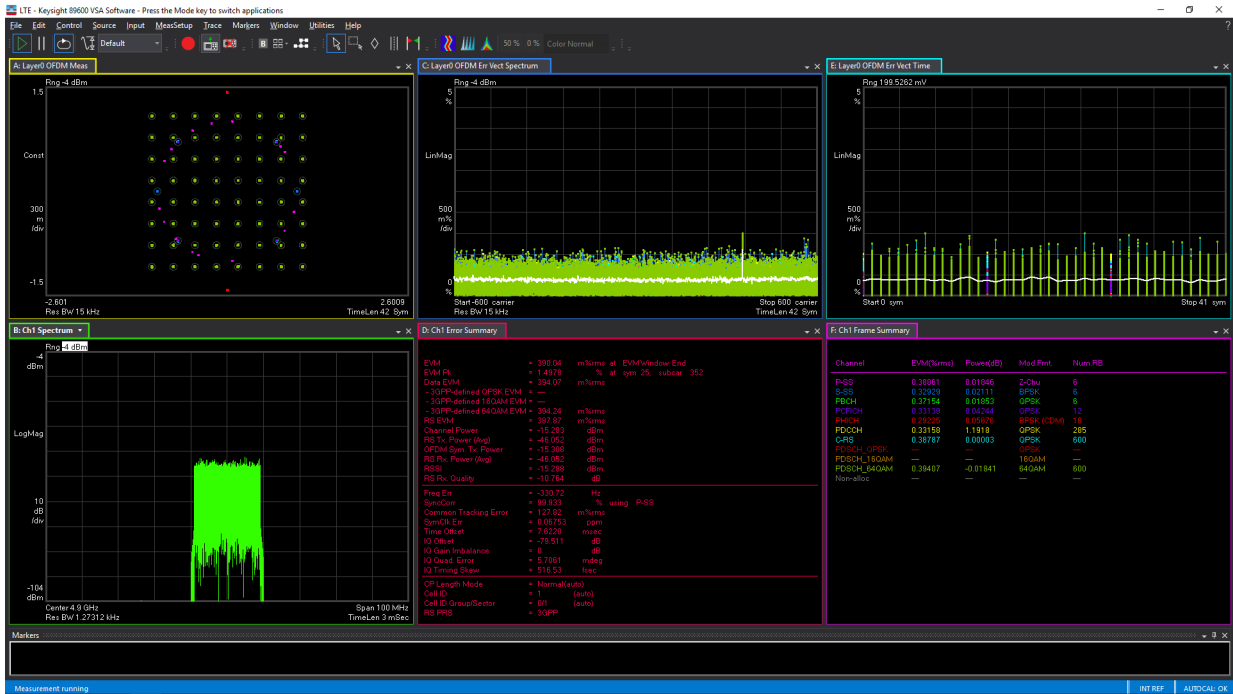 LTE - Keysight 89600 VSA Software - Press the Mode key to switch applications
File Edit Control Source Input MeasSetup Trace Markers Window Utilities Help
Default
50 % 0 % Color Normal
A: Layer0 OFDM Meas
Rng -4 dBm
1.5
Const
300
m
/div
-1.5
-2.601 2.6009
Res BW 15 kHz TimeLen 42 Sym
C: Layer0 OFDM Err Vect Spectrum
Rng -4 dBm
5
%
LinMag
500
m%
/div
0
%
Start -600 carrier Stop 600 carrier
Res BW 15 kHz TimeLen 42 Sym
E: Layer0 OFDM Err Vect Time
Rng 199.5262 mV
5
%
LinMag
500
m%
/div
0
%
Start 0 sym Stop 41 sym
B: Ch1 Spectrum
Rng -4 dBm
-4
dBm
LogMag
10
dB
/div
-104
dBm
Center 4.9 GHz Span 100 MHz
Res BW 1.27312 kHz TimeLen 3 mSec
D: Ch1 Error Summary
EVM = 390.04 m%rms at EVMWindow End
EVM Pk = 1.4978 % at sym 25, subcar 352
Data EVM = 394.07 m%rms
- 3GPP-defined QPSK EVM = —
- 3GPP-defined 16QAM EVM = —
- 3GPP-defined 64QAM EVM = 394.24 m%rms
RS EVM = 387.87 m%rms
Channel Power = -15.283 dBm
RS Tx. Power (Avg) = -46.052 dBm
OFDM Sym. Tx. Power = dBm
RS Rx. Power (Avg) = -46.052 dBm
RSSI = -15.288 dBm
RS Rx. Quality = -10.764 dB
Freq Err = -330.72 Hz
SyncCorr = 99.933 % using P-SS
Common Tracking Error = 127.82 m%rms
SymClk Err = 0.06753 ppm
Time Offset = 7.6228 msec
IQ Offset = -79.511 dB
IQ Gain Imbalance = 0. dB
IQ Quad. Error = 5.7061 mdeg
IQ Timing Skew = 516.53 fsec
CP Length Mode = Normal(auto)
Cell ID = 1 (auto)
Cell ID Group/Sector = 0/1 (auto)
RS PRS = 3GPP
F: Ch1 Frame Summary
Channel EVM(%rms) Power(dB) Mod Fmt. Num.RB
P-SS 0.38861 0.01846 Z-Chu 6
S-SS 0.32929 0.02111 BPSK 6
PBCH 0.37154 0.01853 QPSK 6
PCFICH 0.33139 0.04244 QPSK 12
PHICH 0.29225 0.05676 BPSK (CDM) 18
PDCCH 0.33158 1.1918 QPSK 285
C-RS 0.38787 0.00003 QPSK 600
PDSCH_QPSK — — QPSK —
PDSCH_16QAM — — 16QAM —
PDSCH_64QAM 0.39407 -0.01841 64QAM 600
Non-alloc — — — —
Markers
Measurement running INT REF AUTOCAL: OK